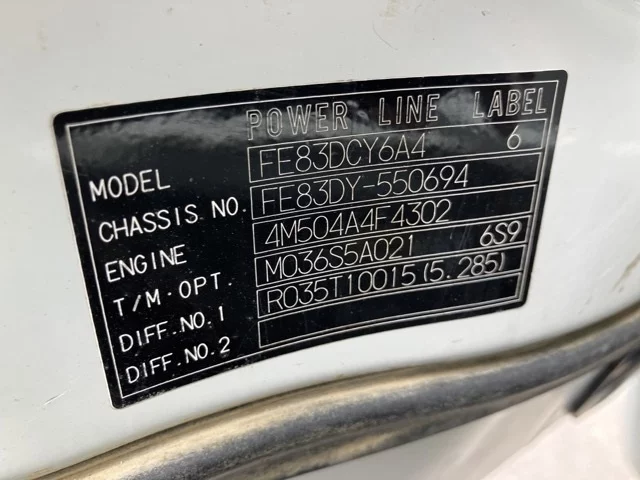 POWER LINE LABEL
MODEL FE83DCY6A4 6
CHASSIS NO. FE83DY-550694
ENGINE 4M504A4F4302
T/M·OPT. M036S5A021 6S9
DIFF.NO.1 R035T10015(5.285)
DIFF.NO.2